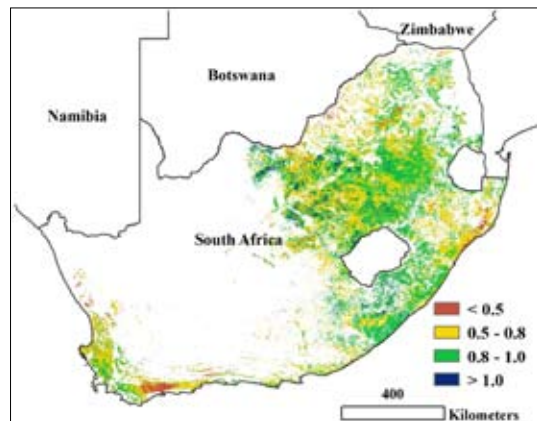 Zimbabwe
Botswana
Namibia
South Africa
< 0.5
0.5 - 0.8
0.8 - 1.0
> 1.0
400
Kilometers